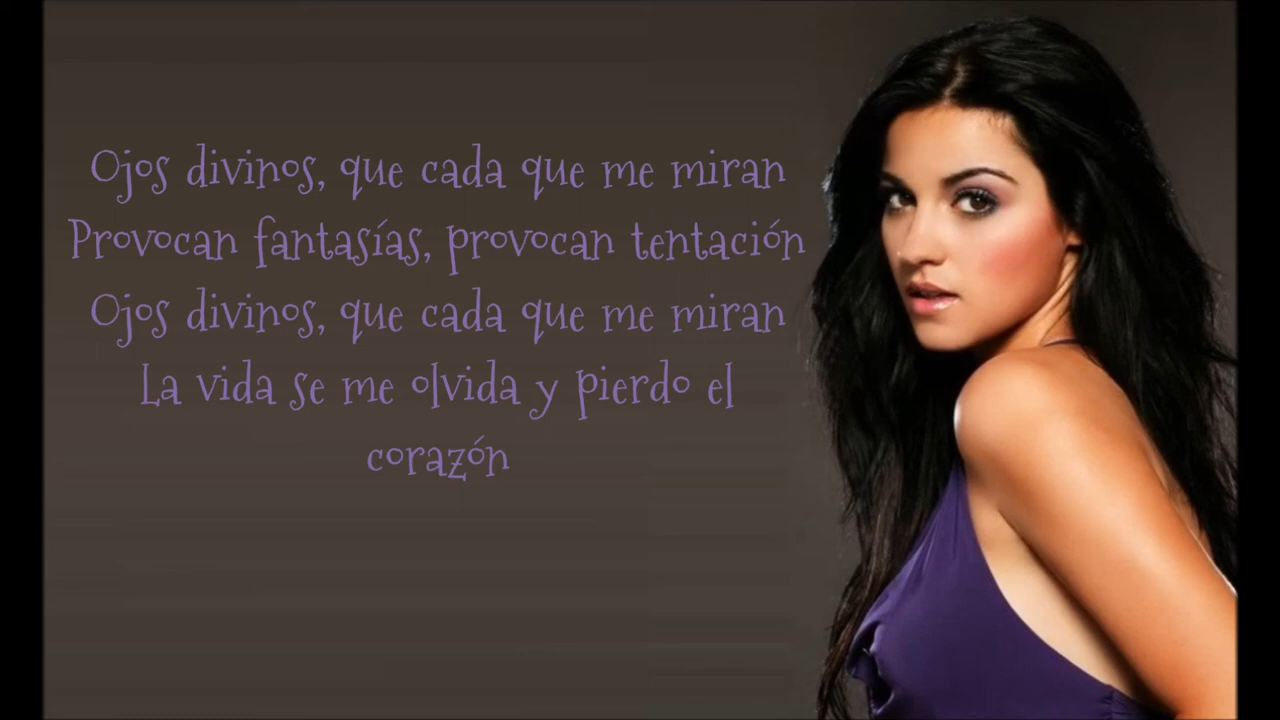 Ojos divinos, que cada que me miran
Provocan fantasías, provocan tentación
Ojos divinos, que cada que me miran
La vida se me olvida y pierdo el
corazón